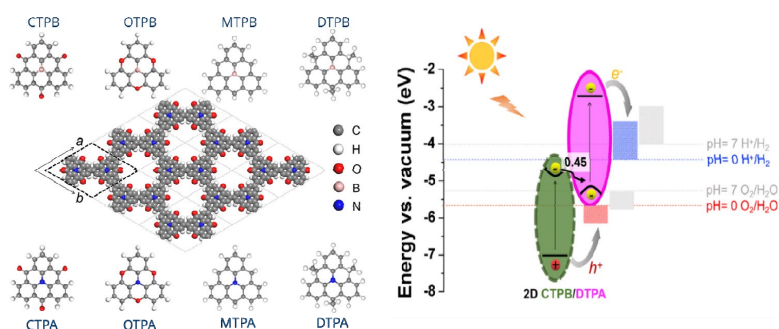 CTPB
OTPB
MTPB
DTPB
a
b
C
H
O
B
N
CTPA
OTPA
MTPA
DTPA
Energy vs. vacuum (eV)
-2
-3
-4
-5
-6
-7
-8
e-
0.45
h+
pH= 7 H+/H2
pH= 0 H+/H2
pH= 7 O2/H2O
pH= 0 O2/H2O
2D CTPB/DTPA